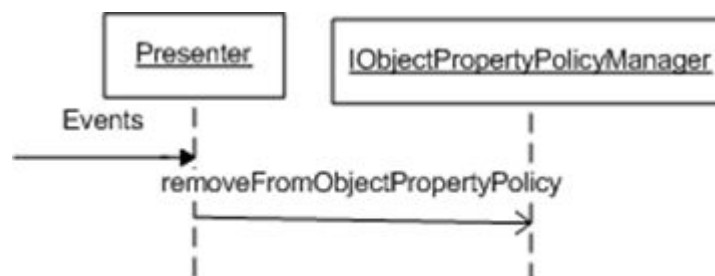 Presenter
IObjectPropertyPolicyManager
Events
removeFromObjectPropertyPolicy